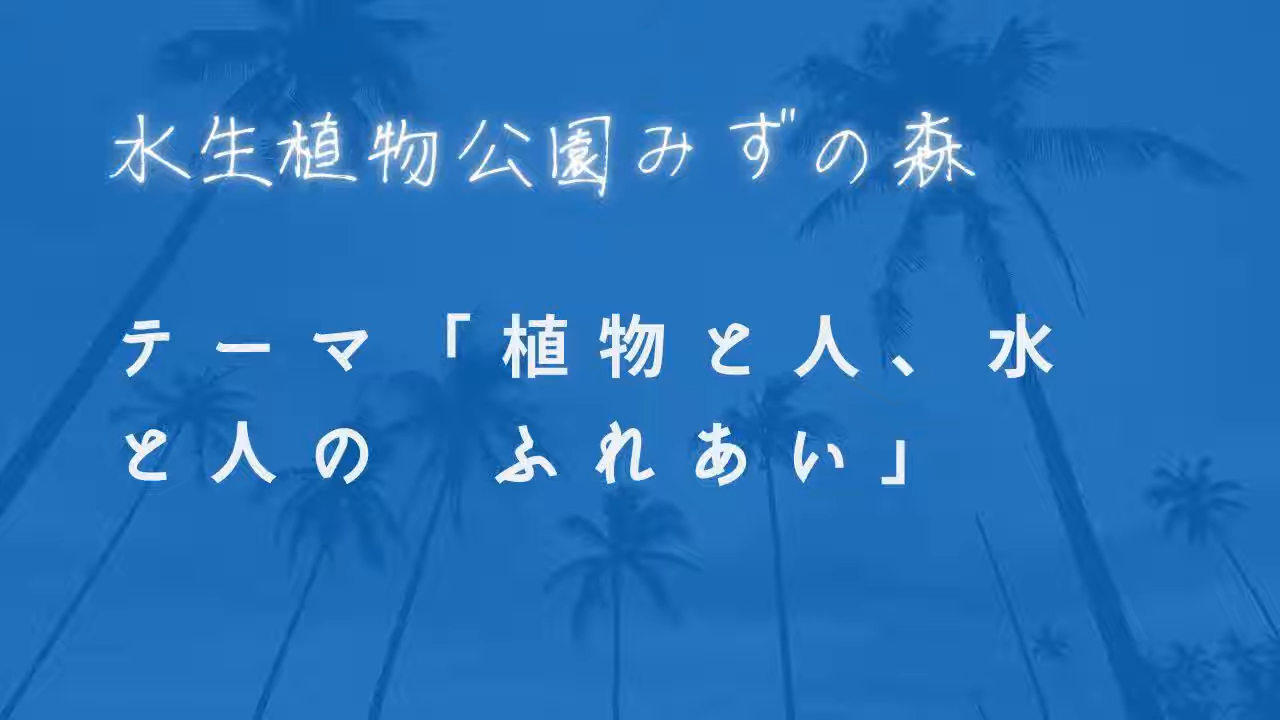 水生植物公園みずの森
テーマ「植物と人、水
と人の　ふれあい」